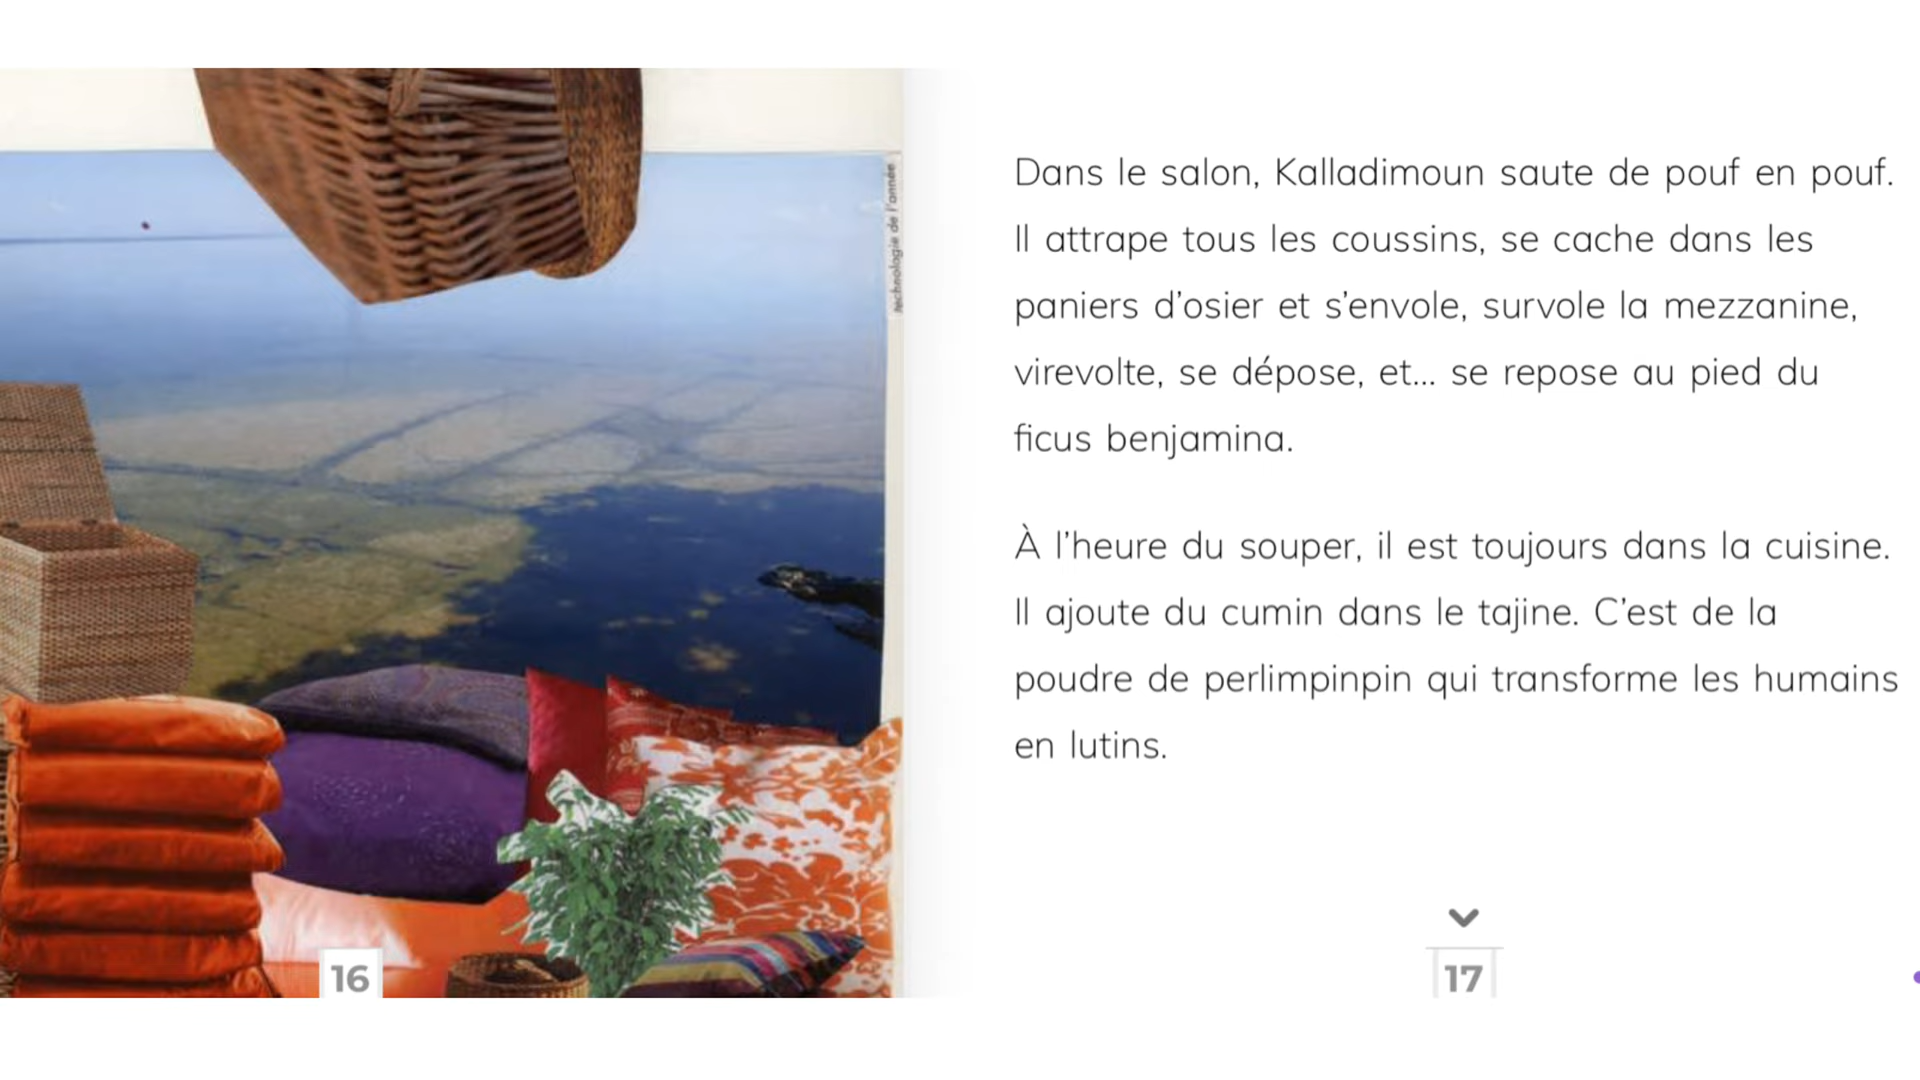 technologie de l'année
16
Dans le salon, Kalladimoun saute de pouf en pouf.
Il attrape tous les coussins, se cache dans les
paniers d’osier et s’envole, survole la mezzanine,
virevolte, se dépose, et... se repose au pied du
ficus benjamina.
À l’heure du souper, il est toujours dans la cuisine.
Il ajoute du cumin dans le tajine. C’est de la
poudre de perlimpinpin qui transforme les humains
en lutins.
17